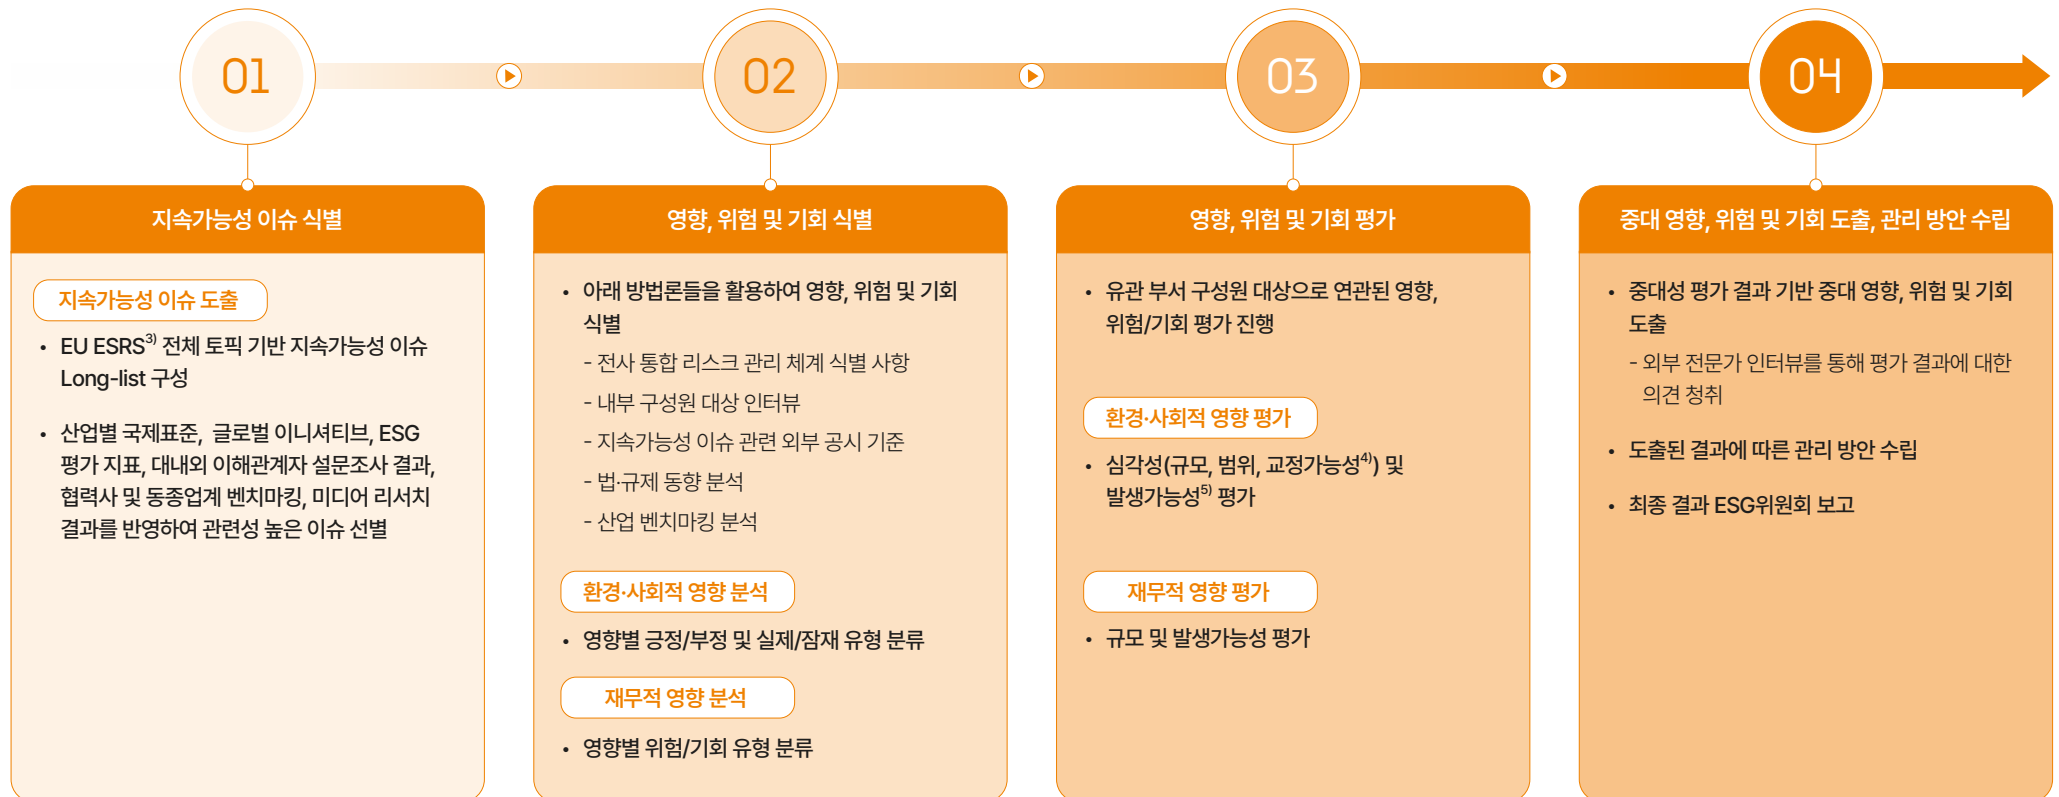 01
02
03
04
지속가능성 이슈 식별
지속가능성 이슈 도출
• EU ESRS3) 전체 토픽 기반 지속가능성 이슈
Long-list 구성
• 산업별 국제표준, 글로벌 이니셔티브, ESG
평가 지표, 대내외 이해관계자 설문조사 결과,
협력사 및 동종업계 벤치마킹, 미디어 리서치
결과를 반영하여 관련성 높은 이슈 선별
영향, 위험 및 기회 식별
• 아래 방법론들을 활용하여 영향, 위험 및 기회
식별
- 전사 통합 리스크 관리 체계 식별 사항
- 내부 구성원 대상 인터뷰
- 지속가능성 이슈 관련 외부 공시 기준
- 법·규제 동향 분석
- 산업 벤치마킹 분석
환경·사회적 영향 분석
• 영향별 긍정/부정 및 실제/잠재 유형 분류
재무적 영향 분석
• 영향별 위험/기회 유형 분류
영향, 위험 및 기회 평가
• 유관 부서 구성원 대상으로 연관된 영향,
위험/기회 평가 진행
환경·사회적 영향 평가
• 심각성(규모, 범위, 교정가능성4)) 및
발생가능성5) 평가
재무적 영향 평가
• 규모 및 발생가능성 평가
중대 영향, 위험 및 기회 도출, 관리 방안 수립
• 중대성 평가 결과 기반 중대 영향, 위험 및 기회
도출
- 외부 전문가 인터뷰를 통해 평가 결과에 대한
의견 청취
• 도출된 결과에 따른 관리 방안 수립
• 최종 결과 ESG위원회 보고